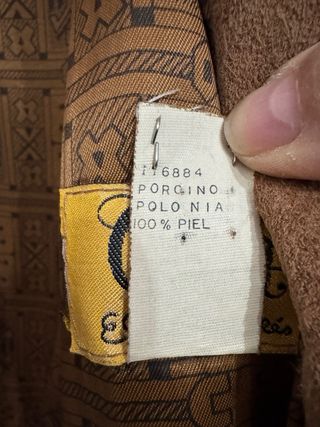 116884
PORCINO
POLONIA
100% PIEL